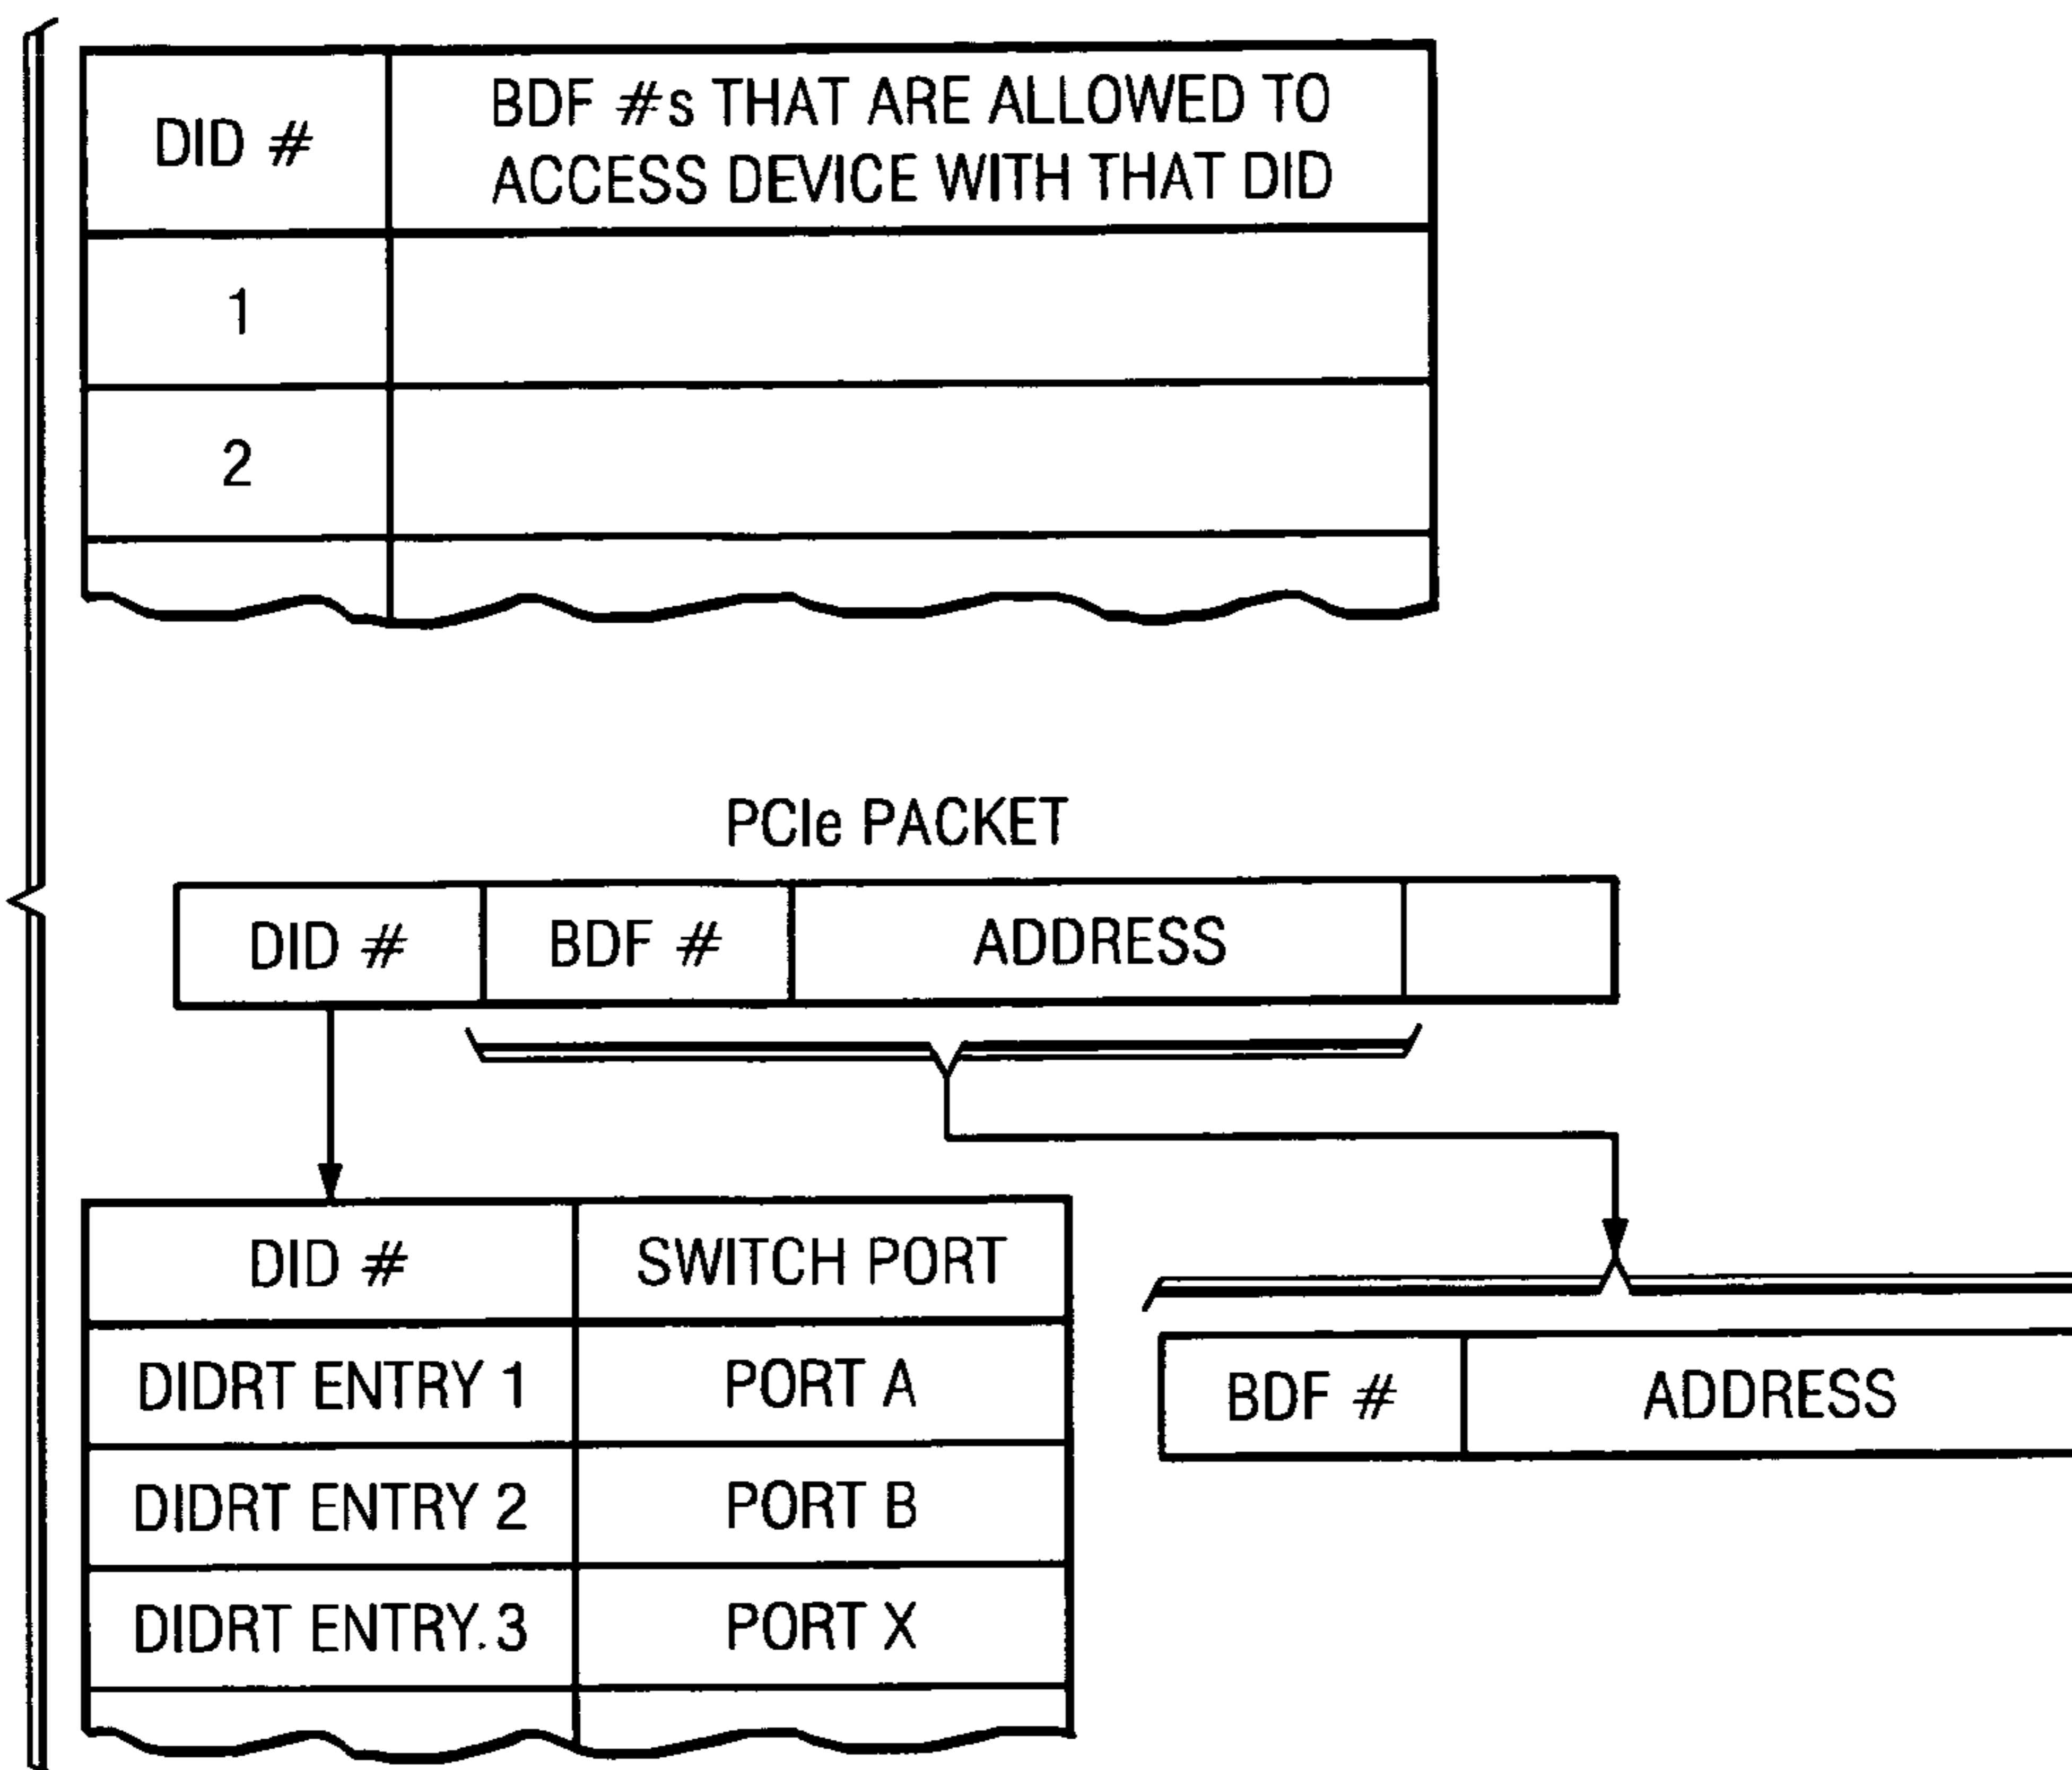 DID #
BDF #s THAT ARE ALLOWED TO
ACCESS DEVICE WITH THAT DID
1
2
PCIe PACKET
DID # BDF # ADDRESS
DID # SWITCH PORT
DIDRT ENTRY 1 PORT A
DIDRT ENTRY 2 PORT B
DIDRT ENTRY. 3 PORT X
BDF # ADDRESS